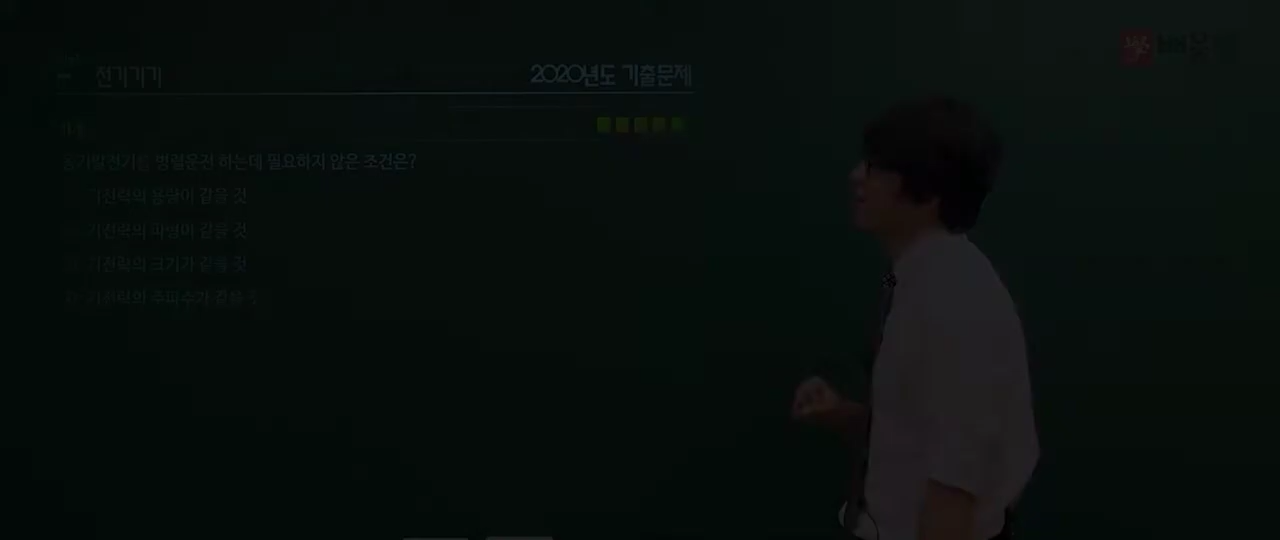 전기기기
2020년도 기출문제
동기발전기를 병렬운전 하는데 필요하지 않은 조건은?
기전력의 용량이 같을 것
기전력의 파형이 같을 것
기전력의 크기가 같을 것
기전력의 주파수가 같을 것